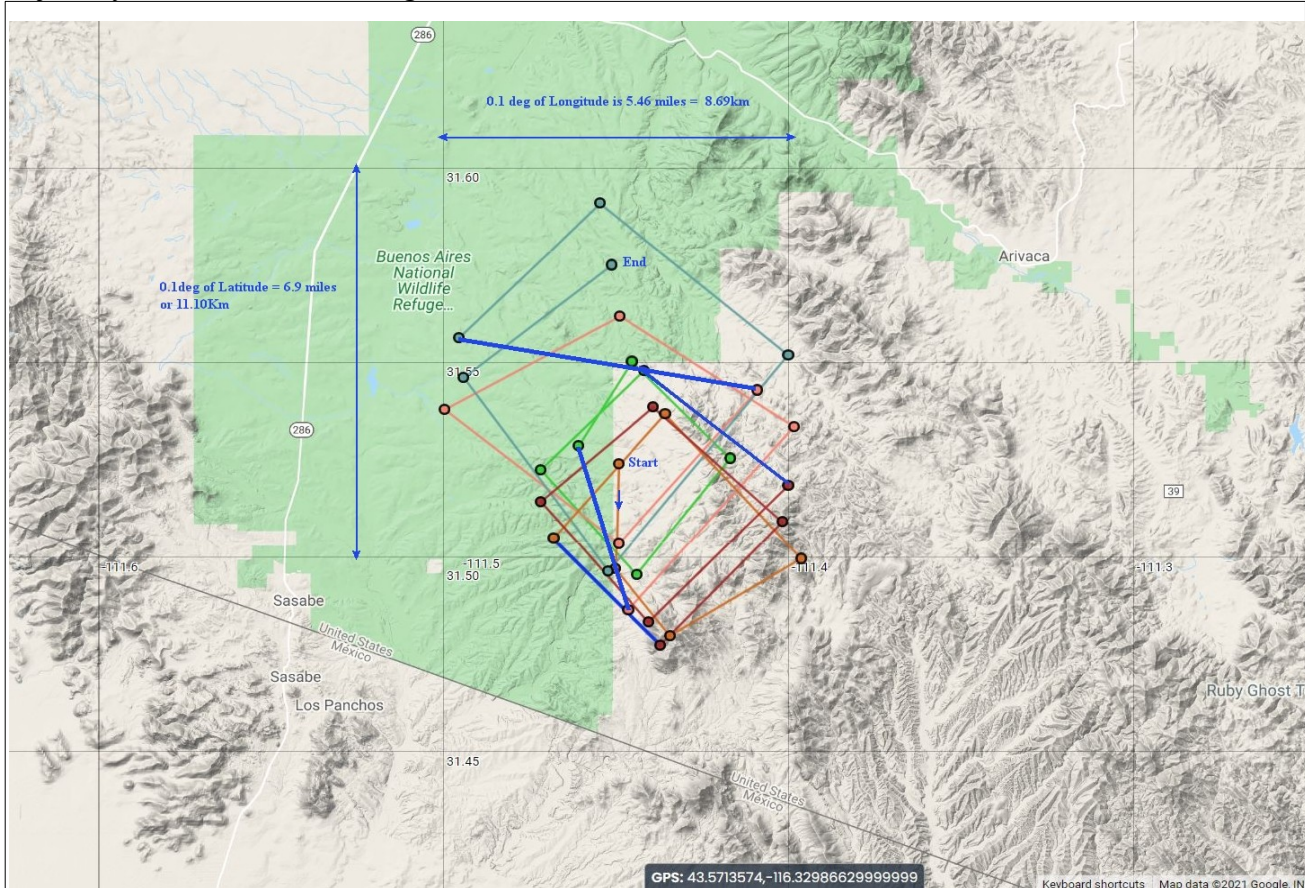 286
0.1 deg of Longitude is 5.46 miles = 8.69km
31.60
Buenos Aires
National
Wildlife
Refuge...
End
Arivaca
0.1deg of Latitude = 6.9 miles
or 11.10Km
31.55
286
Start
39
-111.6
-111.5
31.50
-111.4
-111.3
Sasabe
United States
México
Sasabe
Los Panchos
Ruby Ghost T
31.45
United States
México
GPS: 43.5713574,-116.32986629999999
Keyboard shortcuts
Map data ©2021 Google, IN